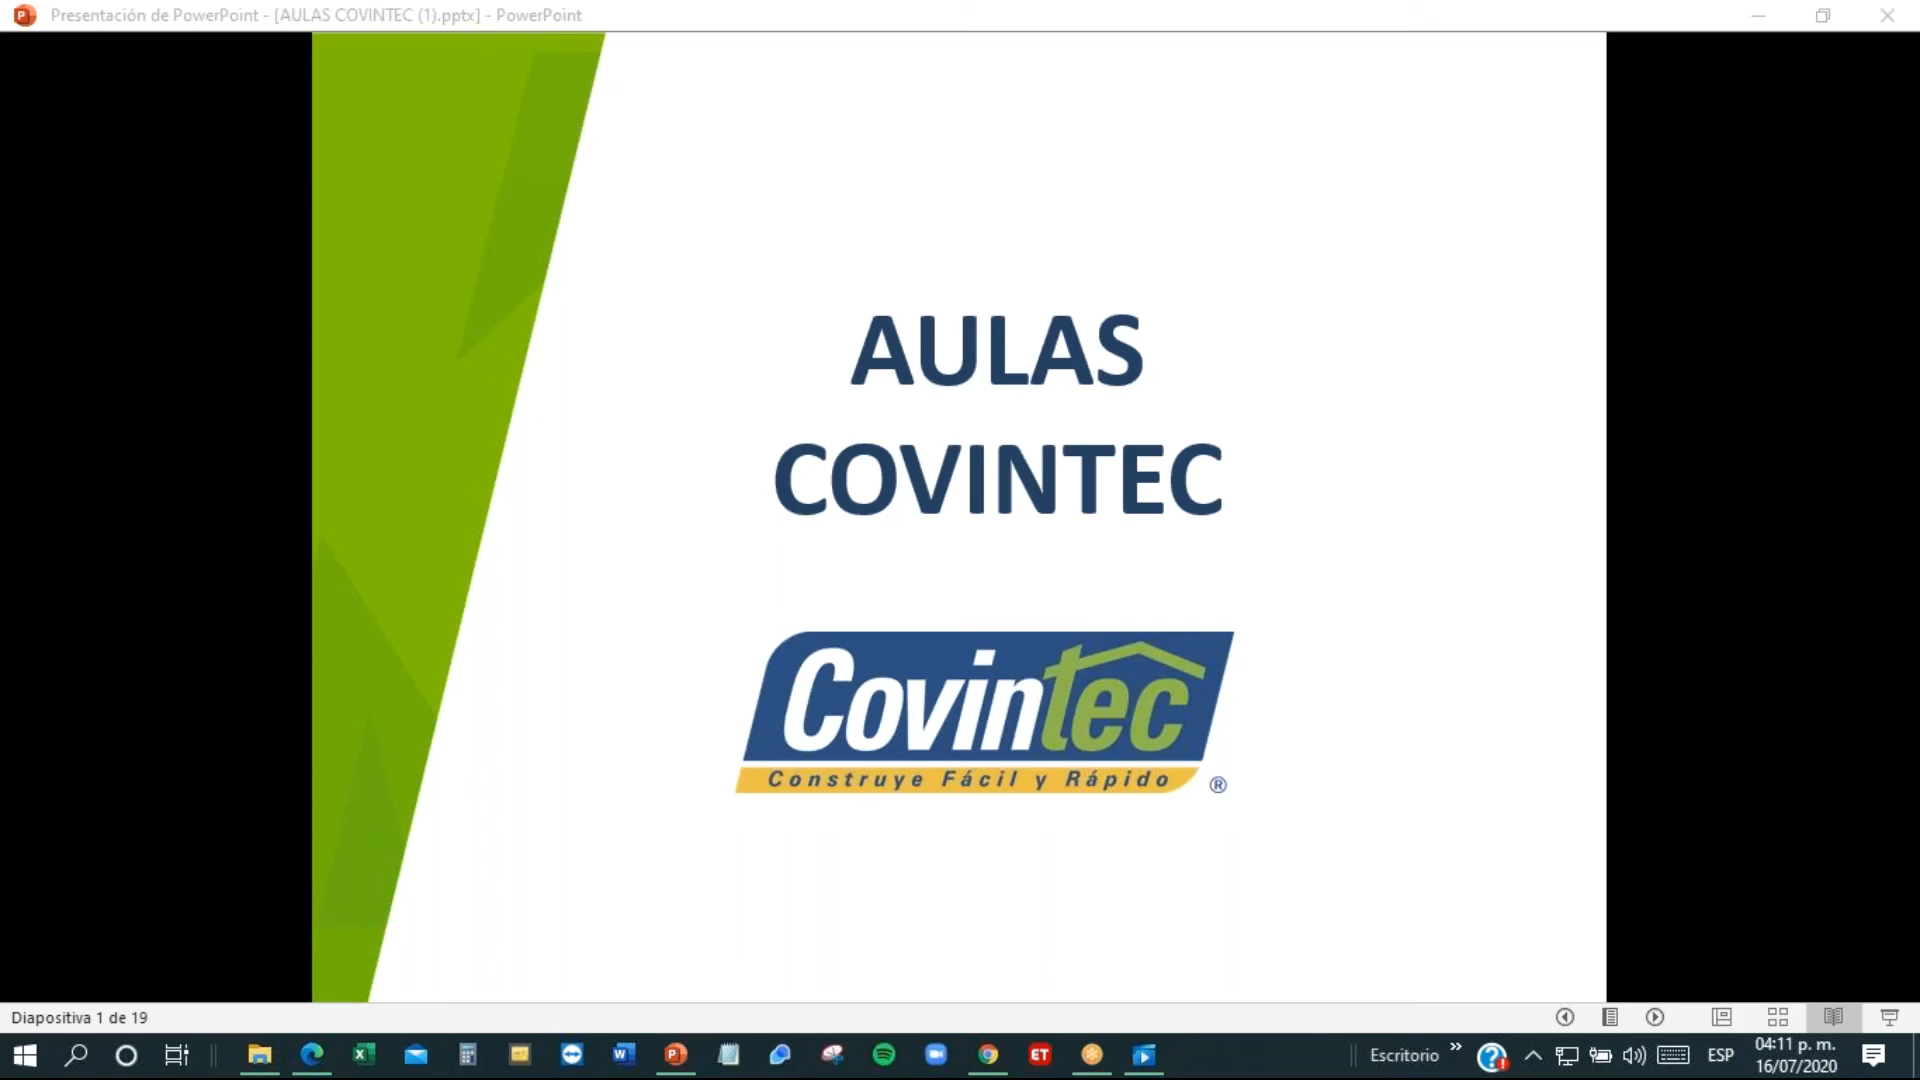 Presentación de PowerPoint - [AULAS COVINTEC (1).pptx] - PowerPoint
AULAS
COVINTEC
Covintec
Construye Fácil y Rápido ®
Diapositiva 1 de 19
ET
Escritorio
ESP
04:11 p. m.
16/07/2020